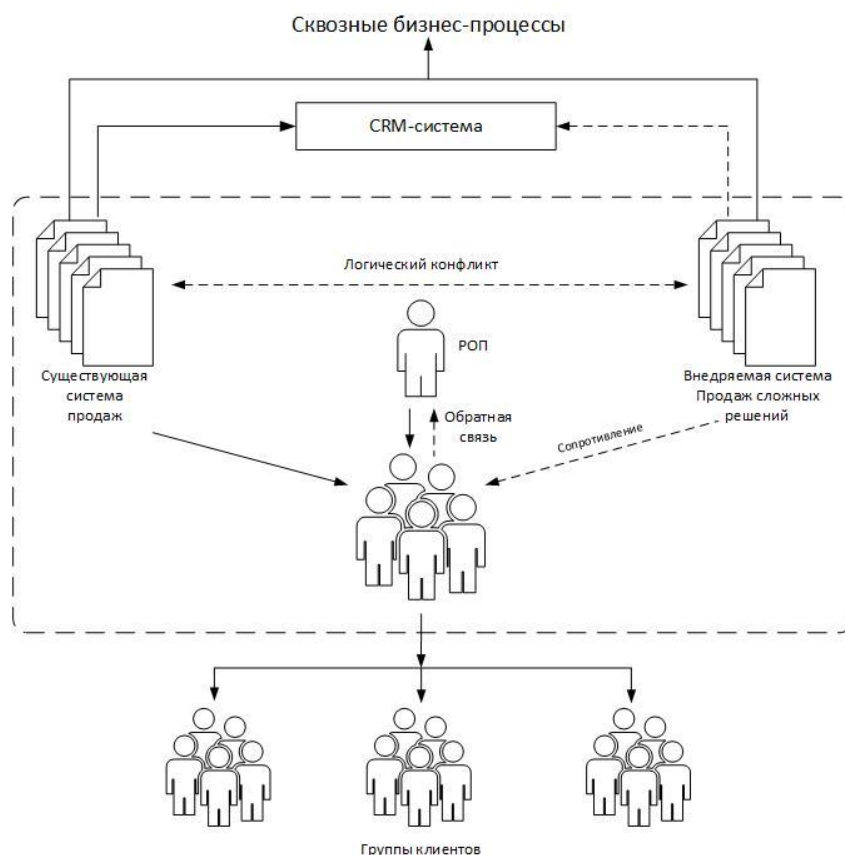 Сквозные бизнес-процессы
CRM-система
Логический конфликт
РОП
Существующая
система
продаж
Внедряемая система
Продаж сложных
решений
Обратная
связь
Сопротивление
Группы клиентов